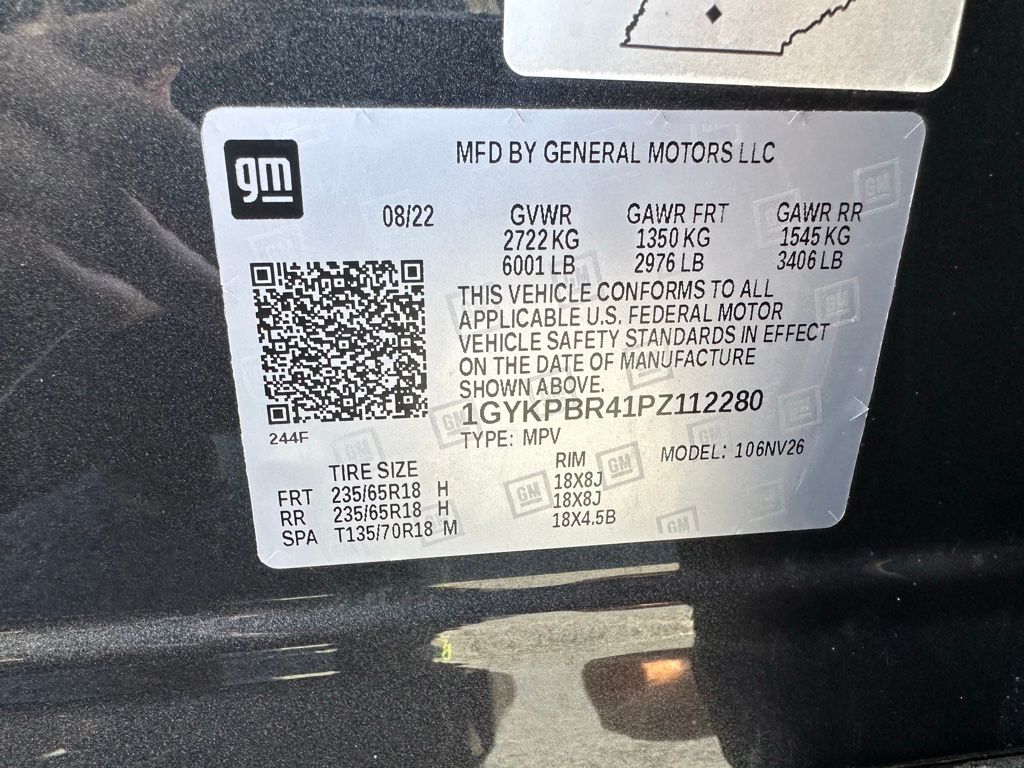 gm
MFD BY GENERAL MOTORS LLC
08/22 GVWR GAWR FRT GAWR RR
2722 KG 1350 KG 1545 KG
6001 LB 2976 LB 3406 LB
THIS VEHICLE CONFORMS TO ALL
APPLICABLE U.S. FEDERAL MOTOR
VEHICLE SAFETY STANDARDS IN EFFECT
ON THE DATE OF MANUFACTURE
SHOWN ABOVE.
1GYKPBR41PZ112280
244F
TYPE: MPV MODEL: 106NV26
TIRE SIZE RIM
FRT 235/65R18 H 18X8J
RR 235/65R18 H 18X8J
SPA T135/70R18 M 18X4.5B